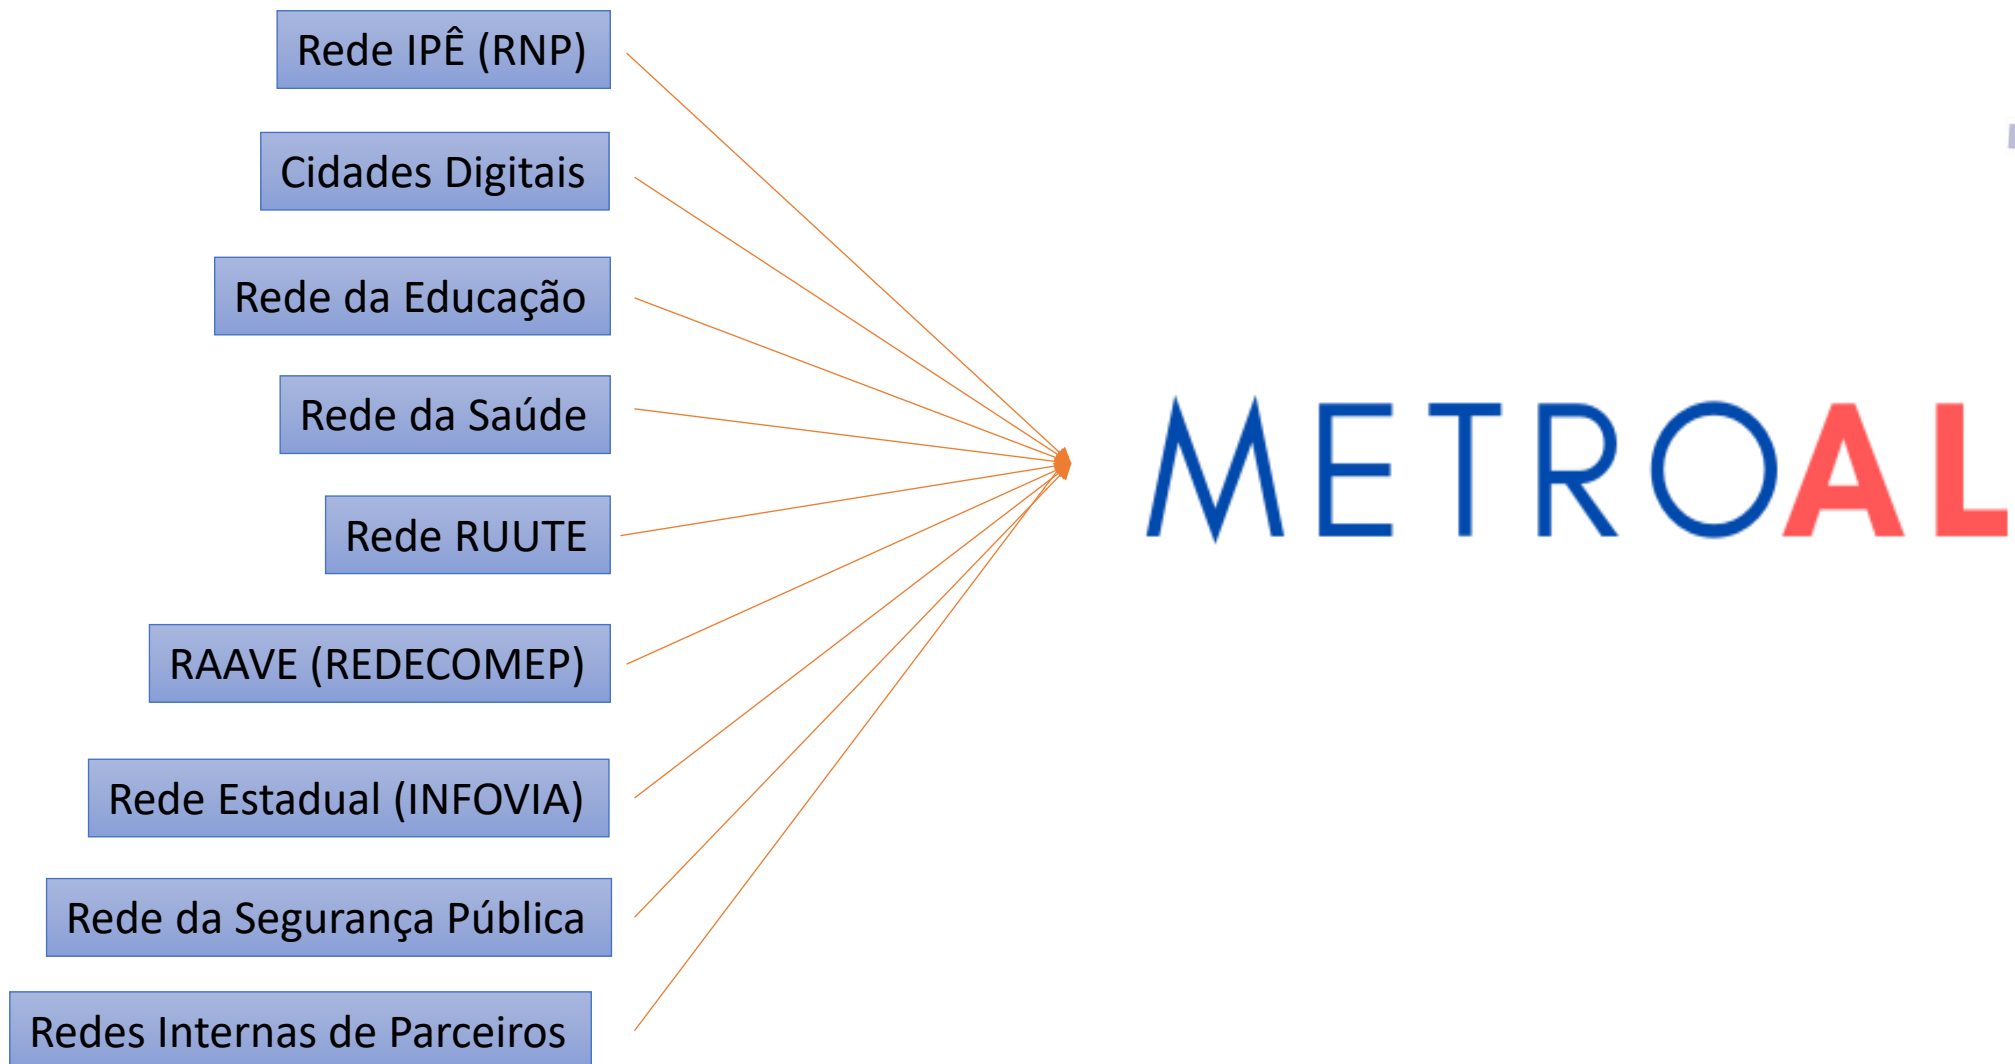 Rede IPÊ (RNP)
Cidades Digitais
Rede da Educação
Rede da Saúde
Rede RUUTE
RAAVE (REDECOMEP)
Rede Estadual (INFOVIA)
Rede da Segurança Pública
Redes Internas de Parceiros
METROAL